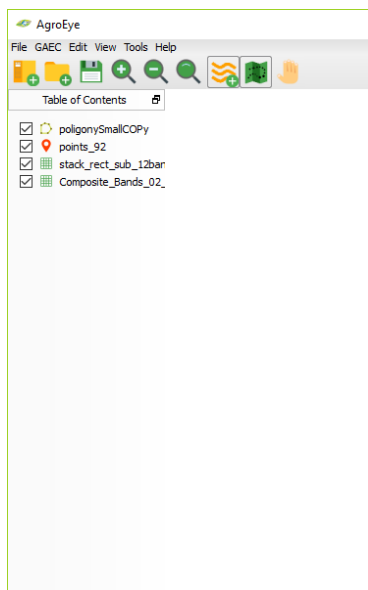 AgroEye
File GAEC Edit View Tools Help
Table of Contents
poligonySmallCOPy
points_92
stack_rect_sub_12ban
Composite_Bands_02_